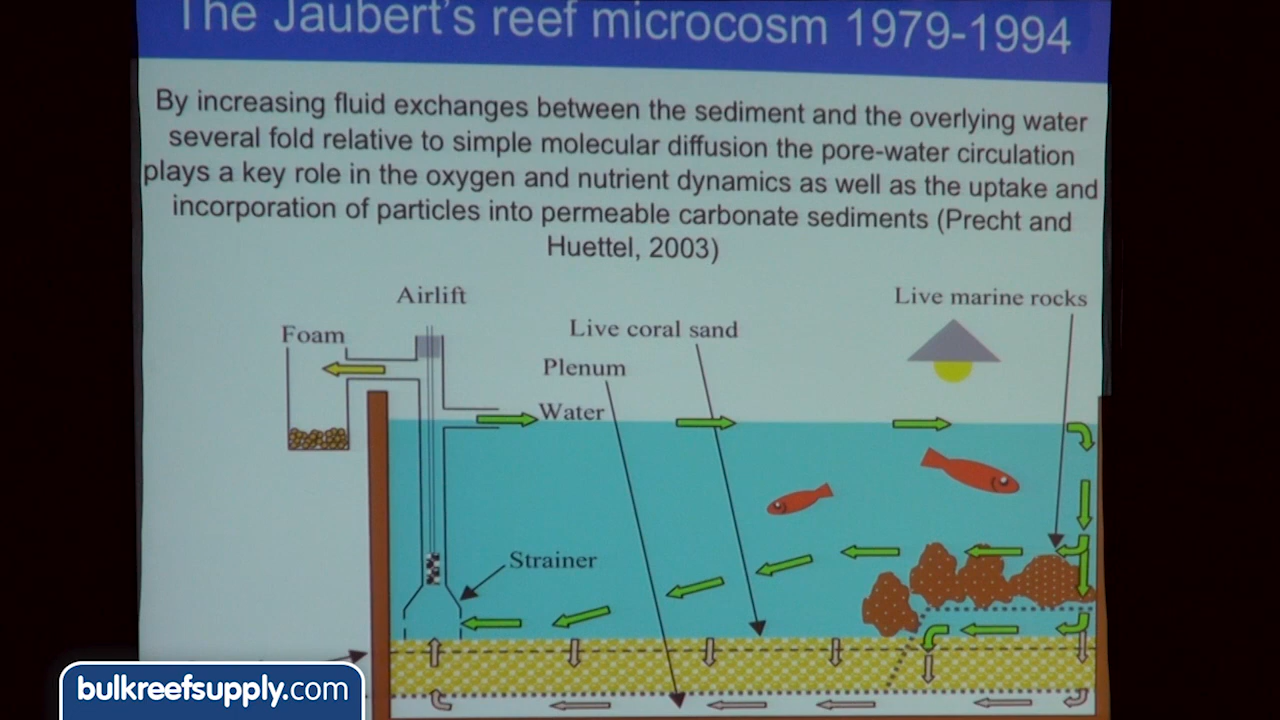 The Jaubert's reef microcosm 1979-1994
By increasing fluid exchanges between the sediment and the overlying water
several fold relative to simple molecular diffusion the pore-water circulation
plays a key role in the oxygen and nutrient dynamics as well as the uptake and
incorporation of particles into permeable carbonate sediments (Precht and
Huettel, 2003)
Airlift
Live marine rocks
Foam
Live coral sand
Plenum
Water
Strainer
bulkreefsupply.com